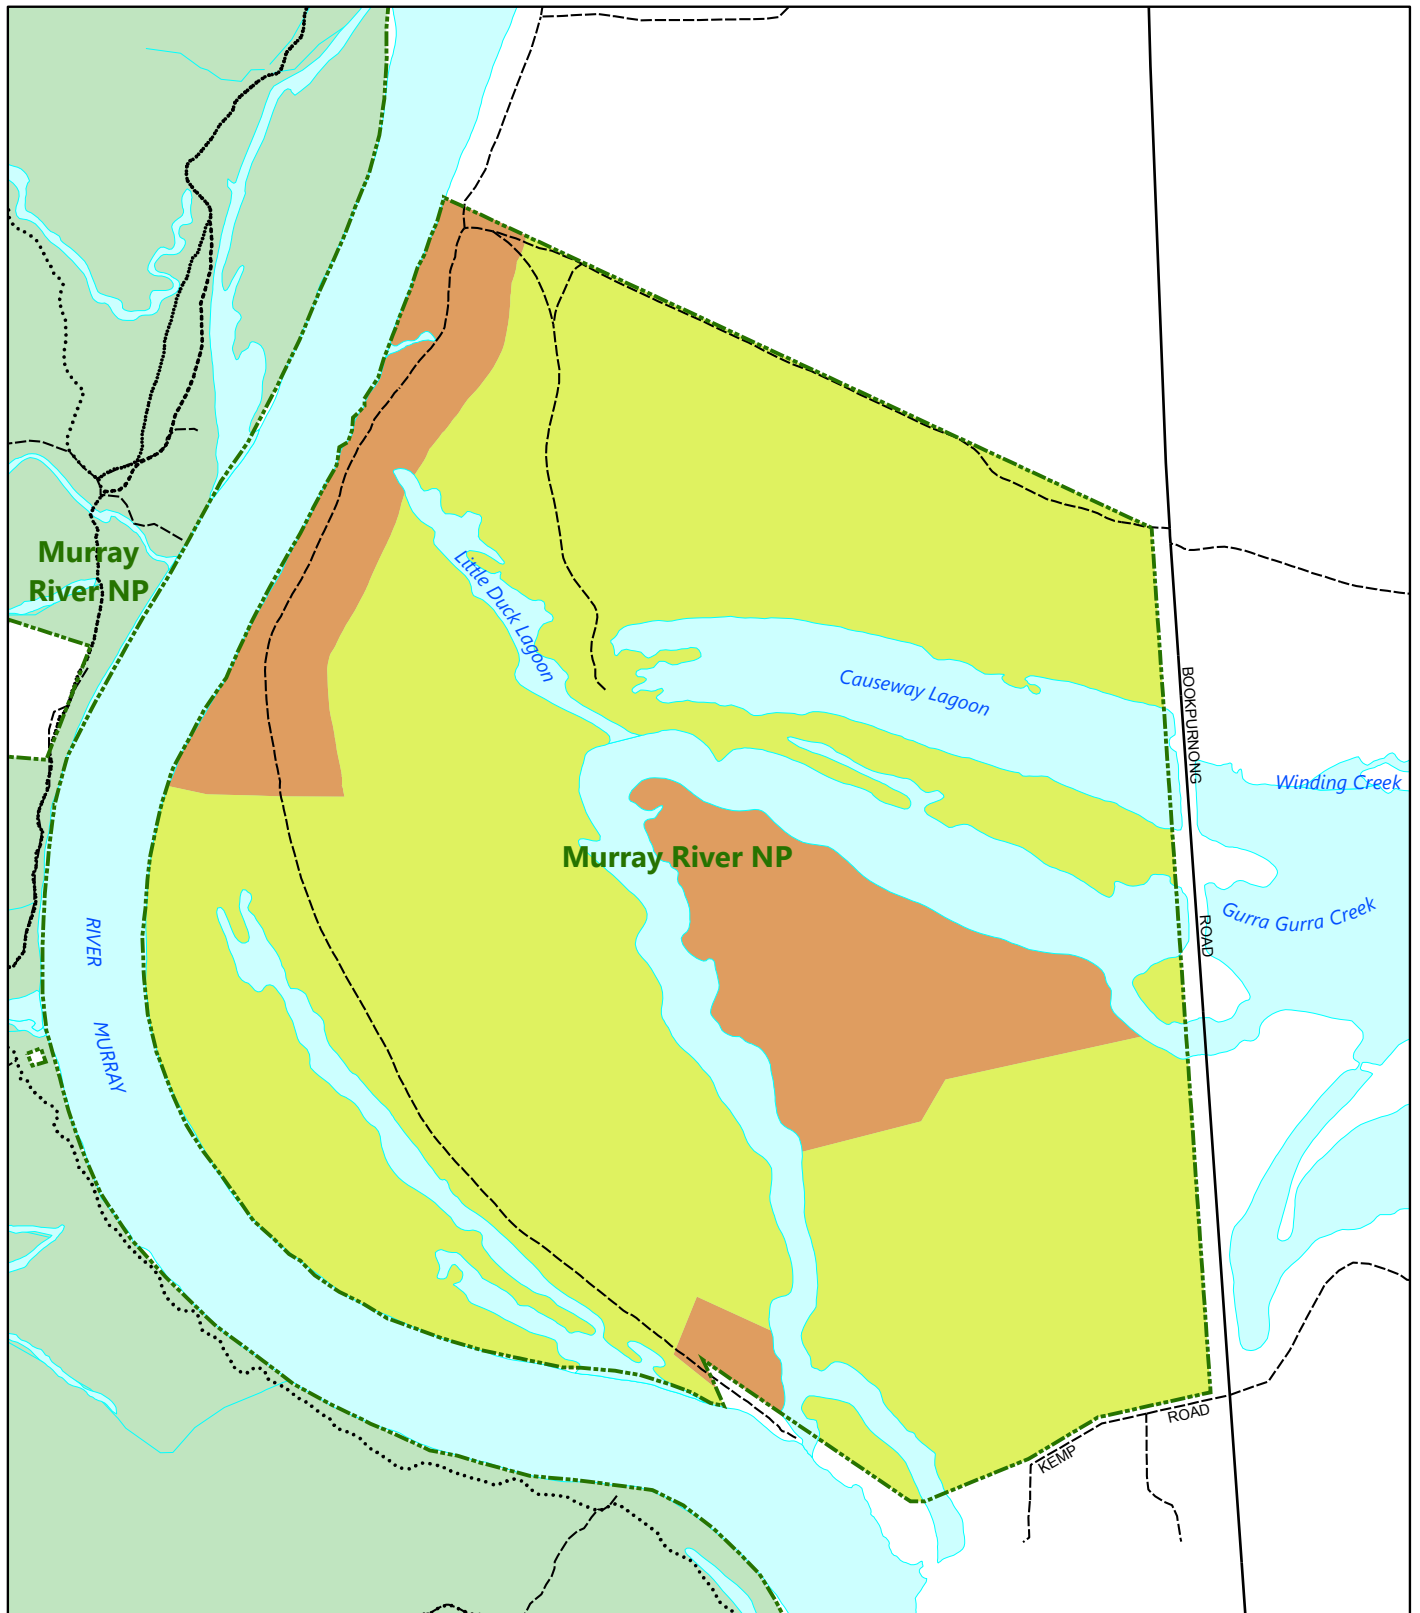 Murray
River NP
Little Duck Lagoon
Causeway Lagoon
BOOKPURNONG
ROAD
Winding Creek
Murray River NP
Gurra Gurra Creek
RIVER
MURRAY
KEMP
ROAD